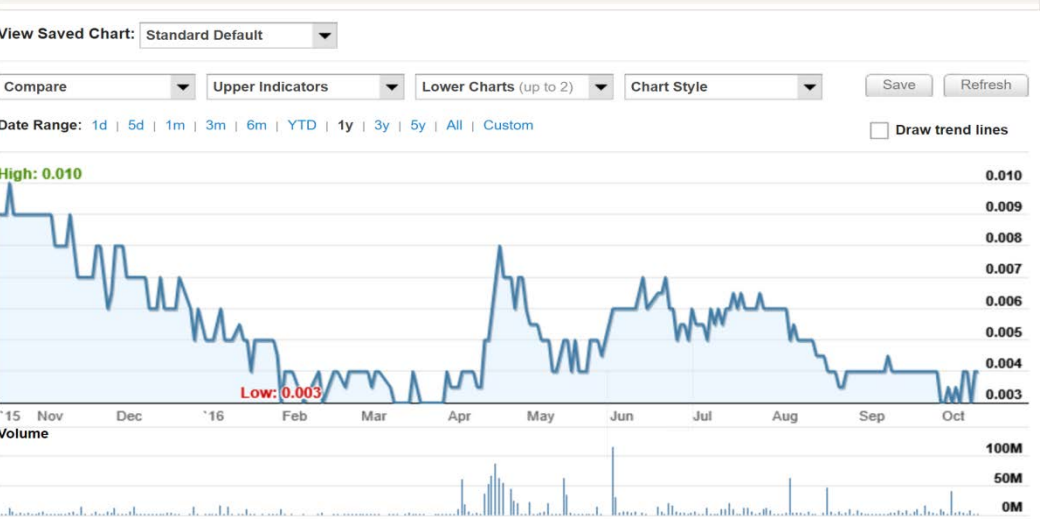 View Saved Chart: Standard Default
Compare Upper Indicators Lower Charts (up to 2) Chart Style Save Refresh
Date Range: 1d | 5d | 1m | 3m | 6m | YTD | 1y | 3y | 5y | All | Custom Draw trend lines
High: 0.010
0.010
0.009
0.008
0.007
0.006
0.005
0.004
Low: 0.003
0.003
`15 Nov Dec `16 Feb Mar Apr May Jun Jul Aug Sep Oct
Volume
100M
50M
0M